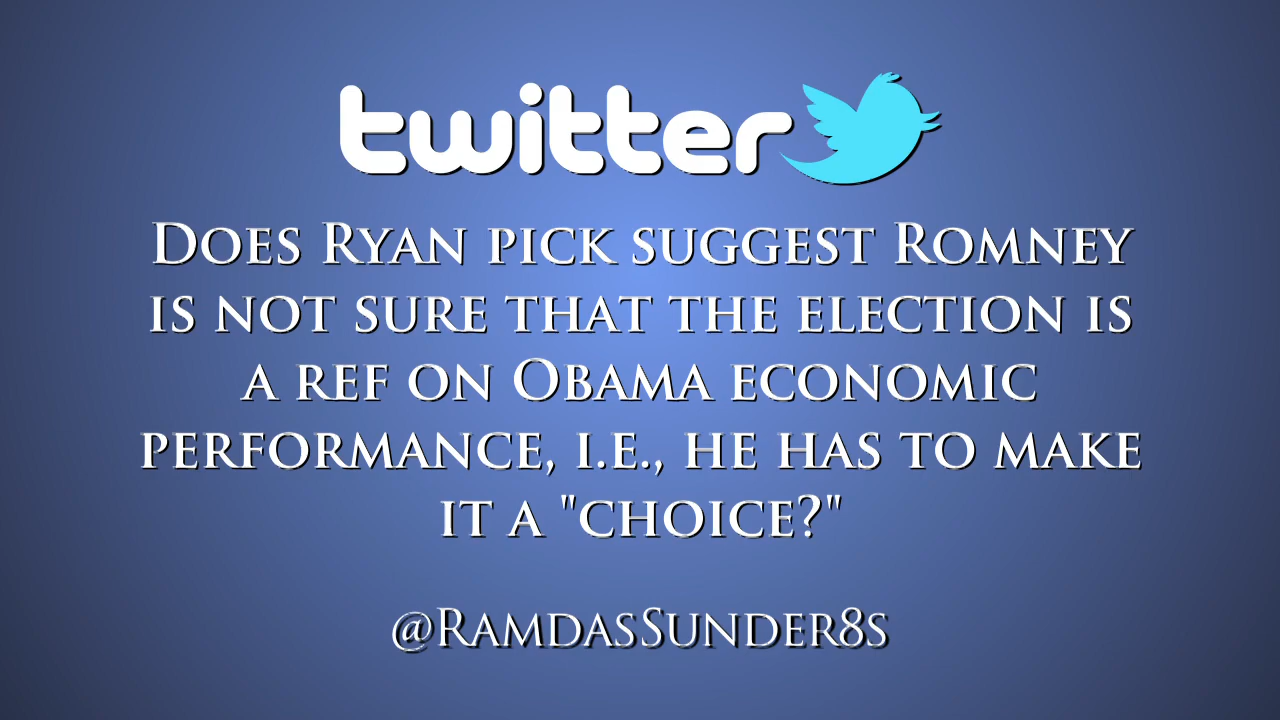 twitter
Does Ryan pick suggest Romney
is not sure that the election is
a ref on Obama economic
performance, i.e., he has to make
it a "choice?"
@RamdasSunder8s